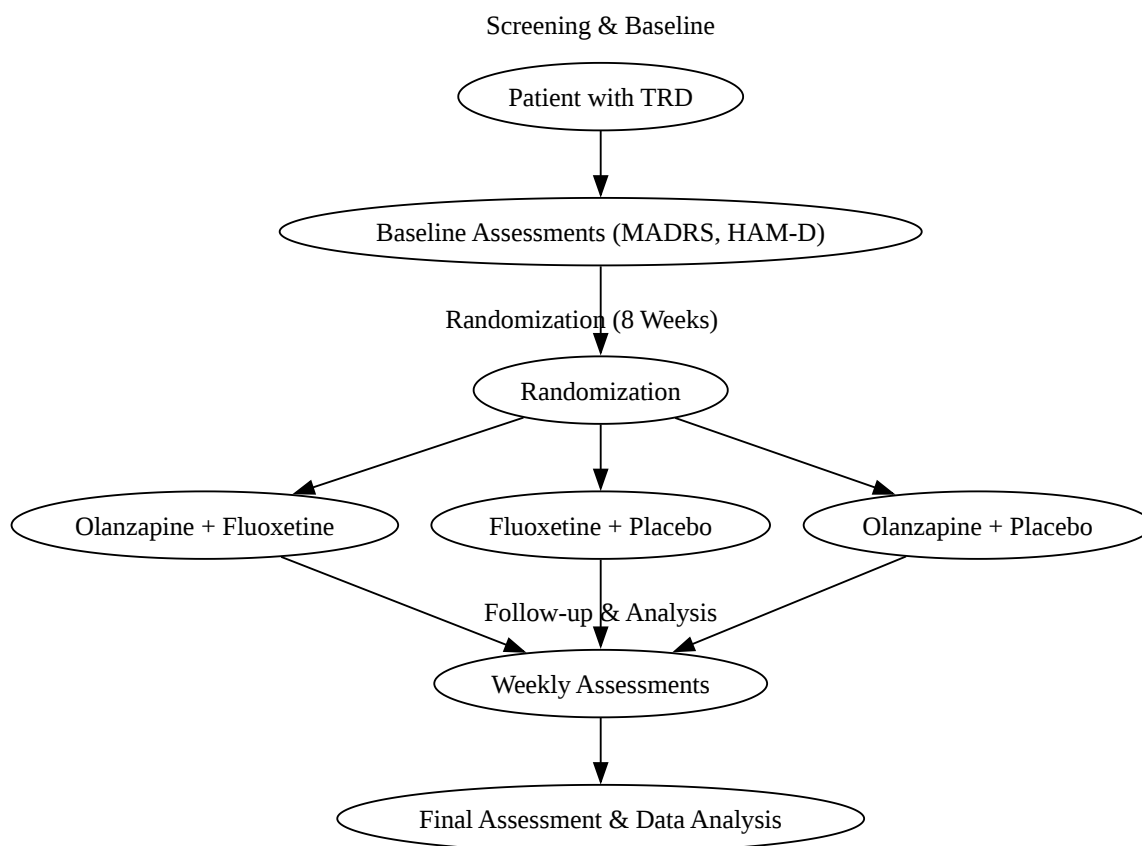 Screening & Baseline
Patient with TRD
Baseline Assessments (MADRS, HAM-D)
Randomization (8 Weeks)
Randomization
Olanzapine + Fluoxetine
Fluoxetine + Placebo
Olanzapine + Placebo
Follow-up & Analysis
Weekly Assessments
Final Assessment & Data Analysis